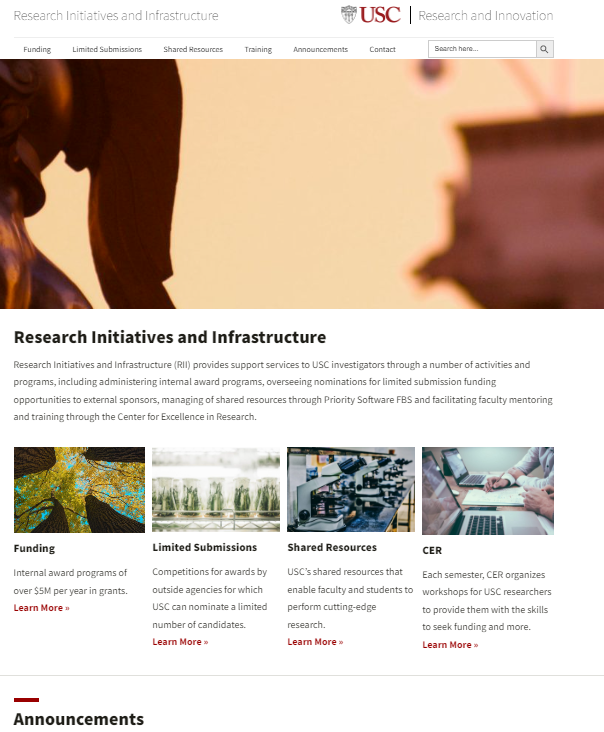 Research Initiatives and Infrastructure
USC
Research and Innovation
Funding
Limited Submissions
Shared Resources
Training
Announcements
Contact
Search here...
Research Initiatives and Infrastructure
Research Initiatives and Infrastructure (RII) provides support services to USC investigators through a number of activities and
programs, including administering internal award programs, overseeing nominations for limited submission funding
opportunities to external sponsors, managing of shared resources through Priority Software FBS and facilitating faculty mentoring
and training through the Center for Excellence in Research.
Funding
Internal award programs of
over $5M per year in grants.
Learn More »
Limited Submissions
Competitions for awards by
outside agencies for which
USC can nominate a limited
number of candidates.
Learn More »
Shared Resources
USC's shared resources that
enable faculty and students to
perform cutting-edge
research.
Learn More »
CER
Each semester, CER organizes
workshops for USC researchers
to provide them with the skills
to seek funding and more.
Learn More »
Announcements